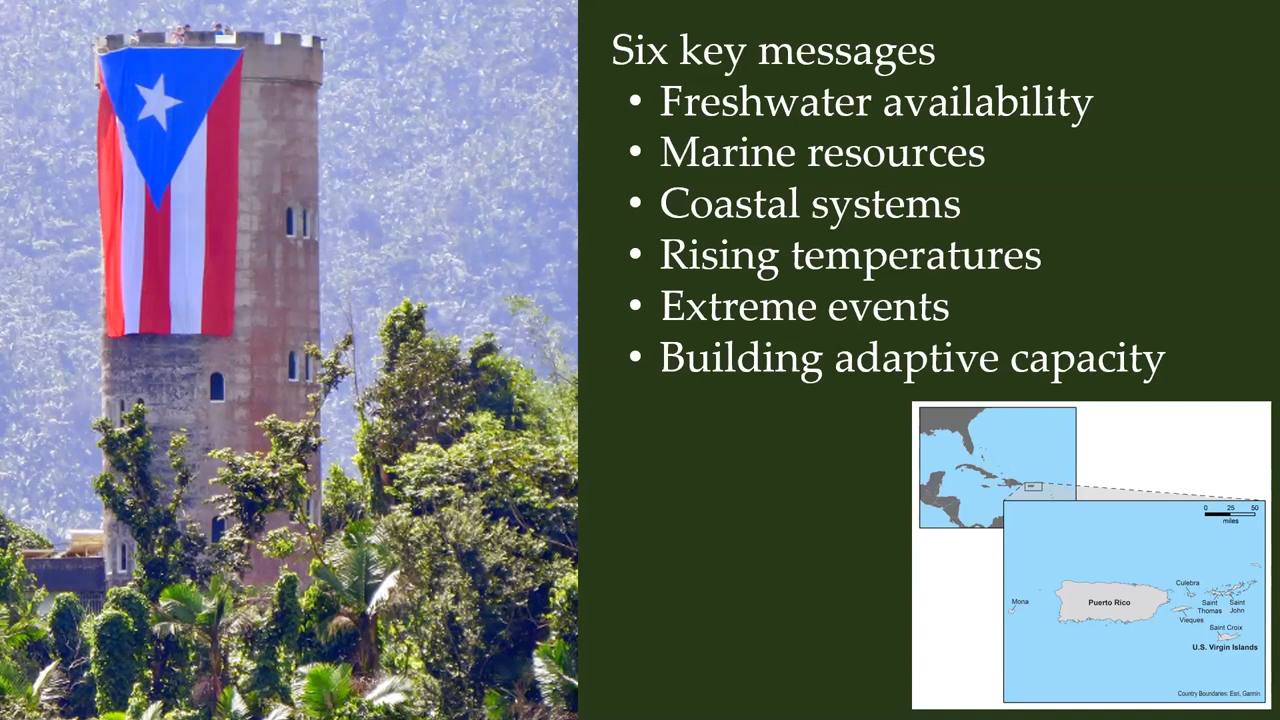 Six key messages
• Freshwater availability
• Marine resources
• Coastal systems
• Rising temperatures
• Extreme events
• Building adaptive capacity
0 25 50
miles
Culebra
Mona
Puerto Rico
Saint Thomas
Saint John
Vieques
Saint Croix
U.S. Virgin Islands
Country Boundaries: Esri, Garmin